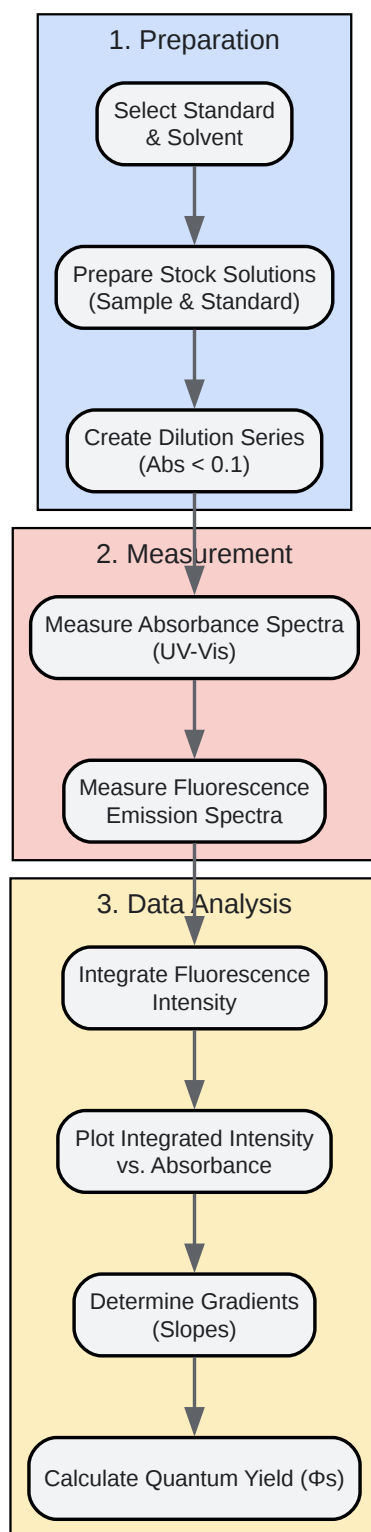 1. Preparation
Select Standard
& Solvent
Prepare Stock Solutions
(Sample & Standard)
Create Dilution Series
(Abs < 0.1)
2. Measurement
Measure Absorbance Spectra
(UV-Vis)
Measure Fluorescence
Emission Spectra
3. Data Analysis
Integrate Fluorescence
Intensity
Plot Integrated Intensity
vs. Absorbance
Determine Gradients
(Slopes)
Calculate Quantum Yield (Φs)